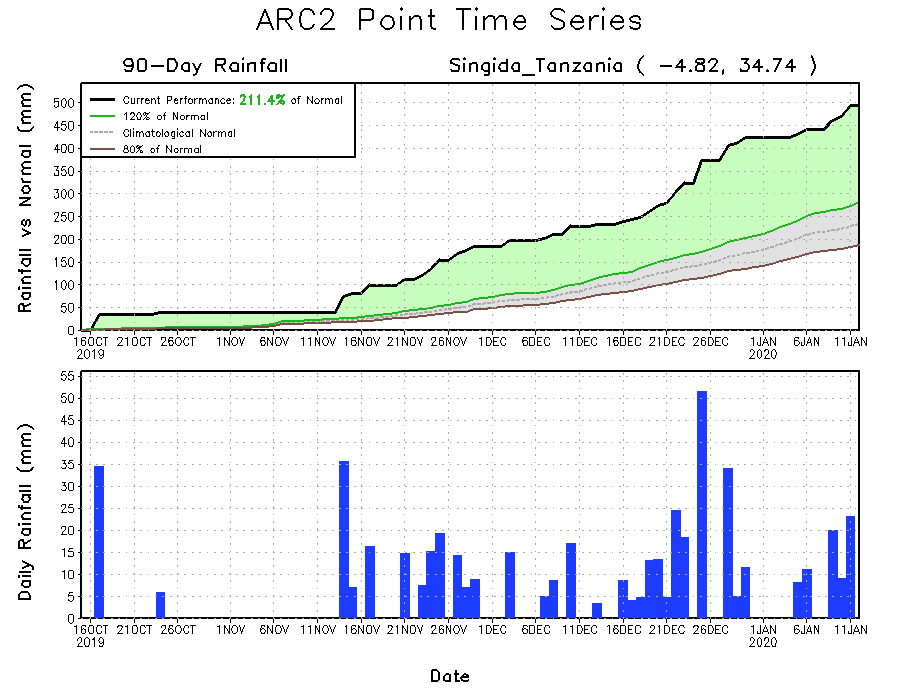 ARC2 Point Time Series
90-Day Rainfall
Singida_Tanzania ( -4.82, 34.74 )
Rainfall vs Normal (mm)
500
450
400
350
300
250
200
150
100
50
0
Current Performance: 211.4% of Normal
120% of Normal
Climatological Normal
80% of Normal
16OCT 21OCT 26OCT 1NOV 6NOV 11NOV 16NOV 21NOV 26NOV 1DEC 6DEC 11DEC 16DEC 21DEC 26DEC 1JAN 6JAN 11JAN
2019 2020
Daily Rainfall (mm)
55
50
45
40
35
30
25
20
15
10
5
0
16OCT 21OCT 26OCT 1NOV 6NOV 11NOV 16NOV 21NOV 26NOV 1DEC 6DEC 11DEC 16DEC 21DEC 26DEC 1JAN 6JAN 11JAN
2019 2020
Date